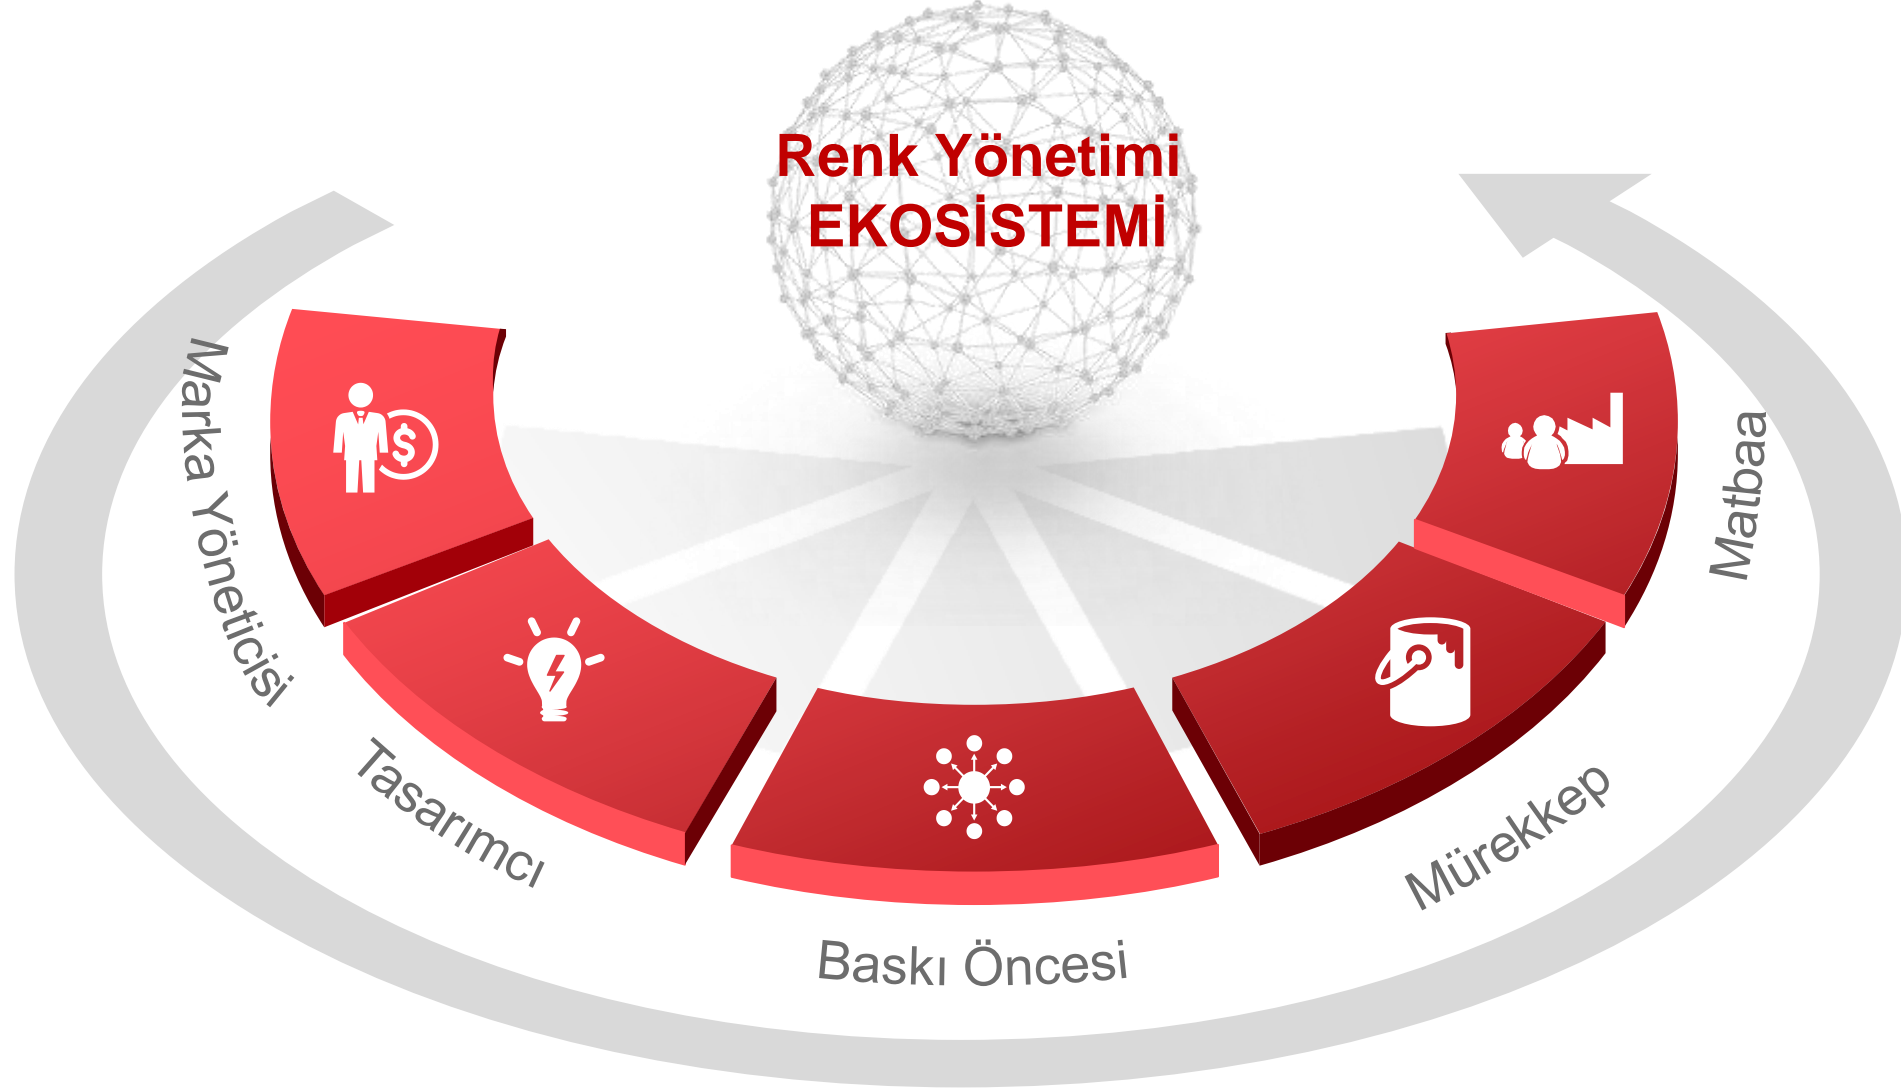 Renk Yönetimi
EKOSİSTEMİ
Marka Yöneticisi
Tasarımcı
Baskı Öncesi
Mürekkep
Matbaa
$